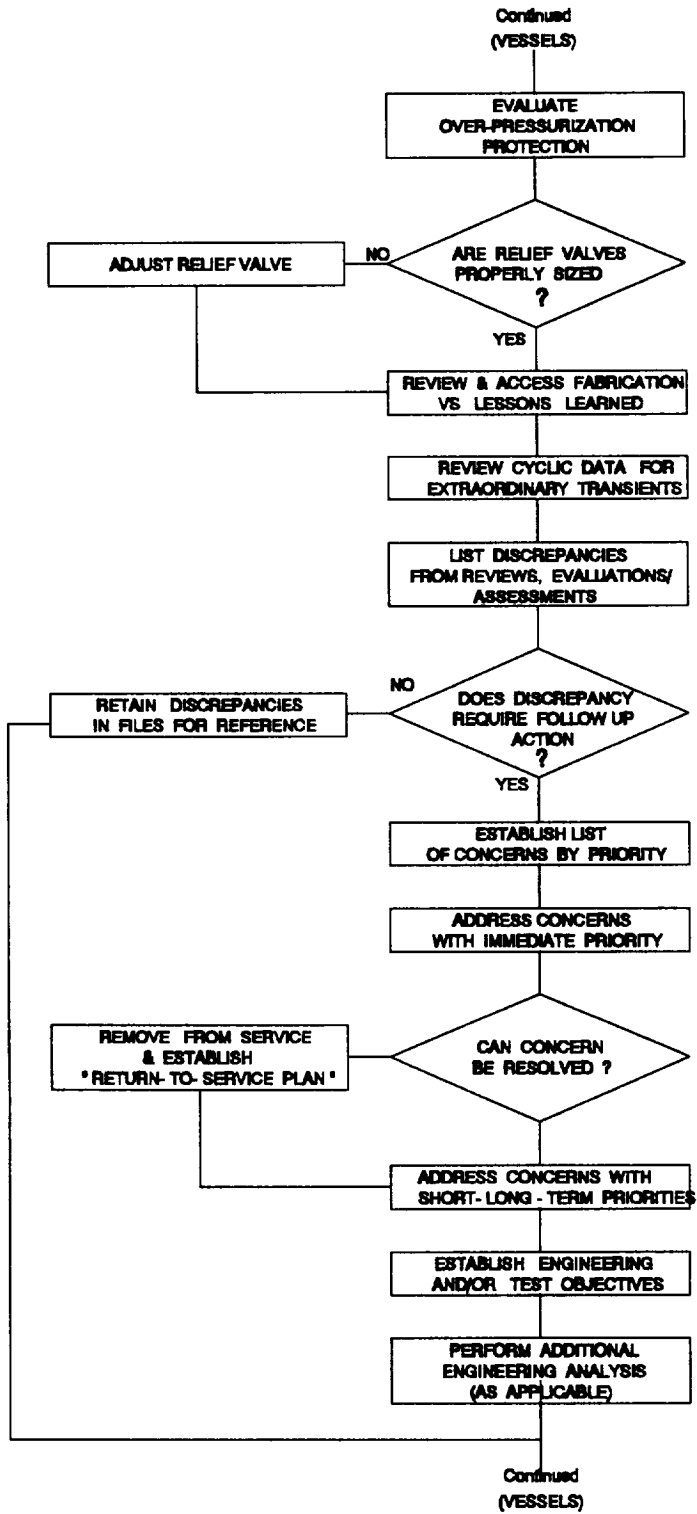 Continued
(VESSELS)
EVALUATE
OVER-PRESSURIZATION
PROTECTION
ARE RELIEF VALVES
PROPERLY SIZED
?
NO
ADJUST RELIEF VALVE
YES
REVIEW & ACCESS FABRICATION
VS LESSONS LEARNED
REVIEW CYCLIC DATA FOR
EXTRAORDINARY TRANSIENTS
LIST DISCREPANCIES
FROM REVIEWS, EVALUATIONS/
ASSESSMENTS
DOES DISCREPANCY
REQUIRE FOLLOW UP
ACTION
?
NO
RETAIN DISCREPANCIES
IN FILES FOR REFERENCE
YES
ESTABLISH LIST
OF CONCERNS BY PRIORITY
ADDRESS CONCERNS
WITH IMMEDIATE PRIORITY
CAN CONCERN
BE RESOLVED ?
REMOVE FROM SERVICE
& ESTABLISH
" RETURN- TO- SERVICE PLAN "
ADDRESS CONCERNS WITH
SHORT- LONG - TERM PRIORITIES
ESTABLISH ENGINEERING
AND/OR TEST OBJECTIVES
PERFORM ADDITIONAL
ENGINEERING ANALYSIS
(AS APPLICABLE)
Continued
(VESSELS)